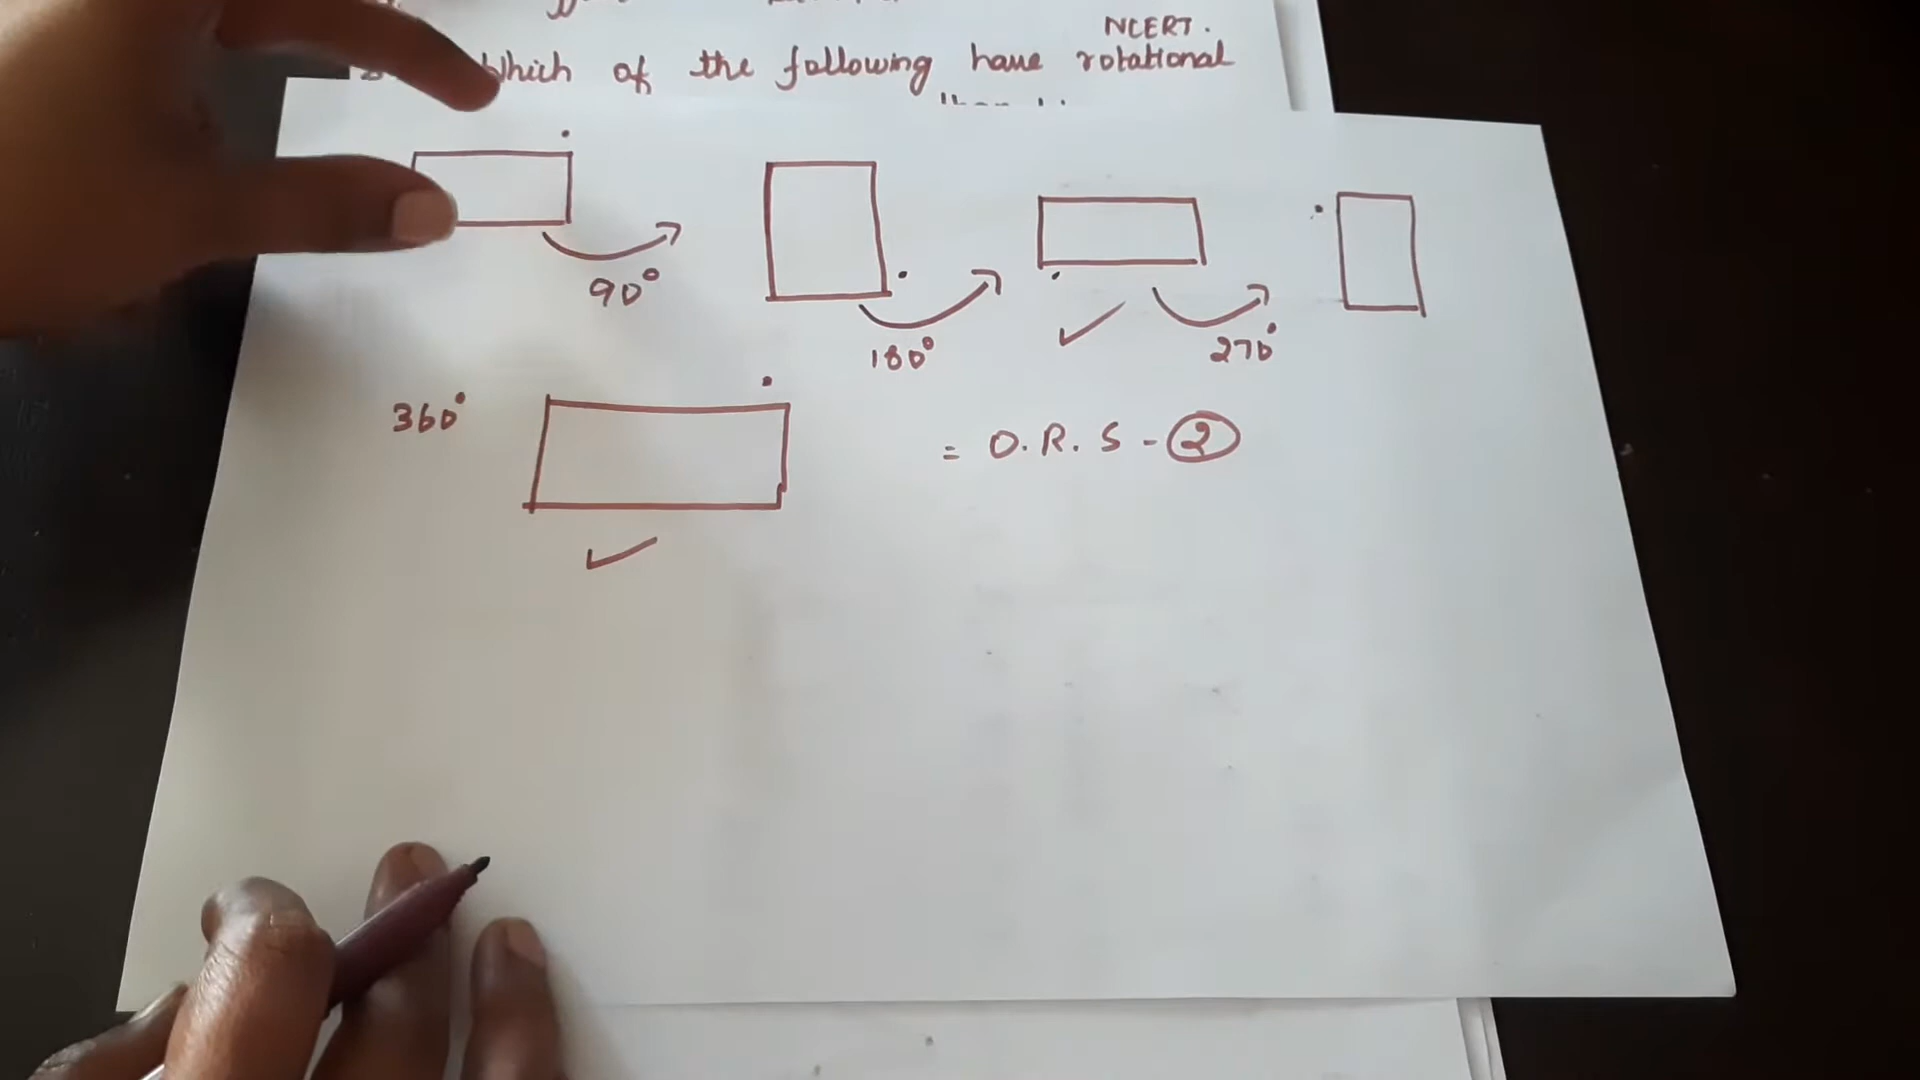 NCERT.
Which of the following have rotational
90°
180°
270°
360°
= O.R.S - 2